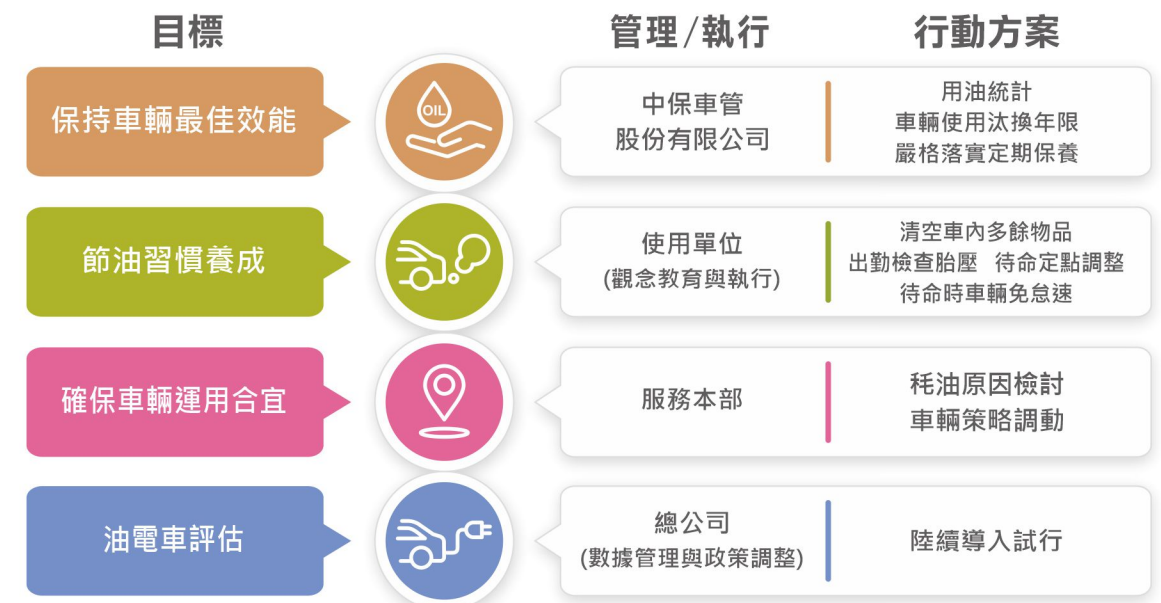 目標
管理/執行
行動方案
保持車輛最佳效能
OIL
中保車管
股份有限公司
用油統計
車輛使用汰換年限
嚴格落實定期保養
節油習慣養成
使用單位
(觀念教育與執行)
清空車內多餘物品
出勤檢查胎壓 待命定點調整
待命時車輛免怠速
確保車輛運用合宜
服務本部
秏油原因檢討
車輛策略調動
油電車評估
總公司
(數據管理與政策調整)
陸續導入試行